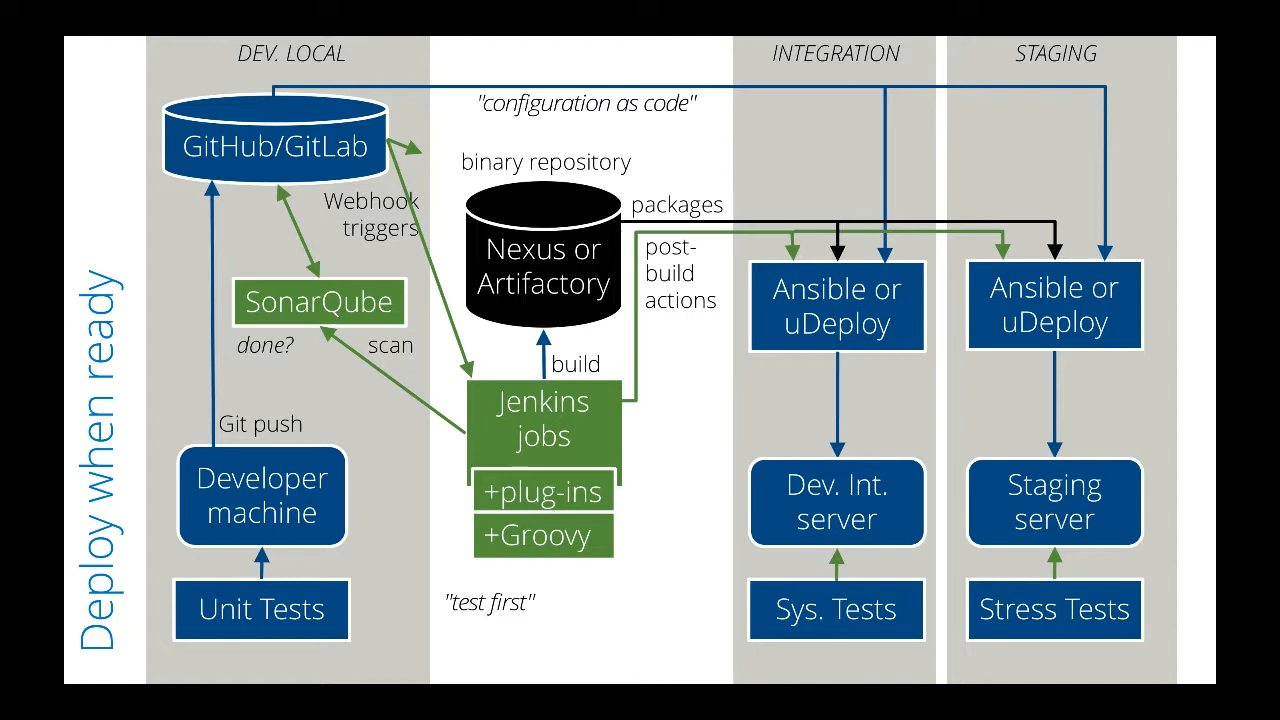 DEV. LOCAL
INTEGRATION
STAGING
"configuration as code"
GitHub/GitLab
binary repository
Webhook
triggers
packages
Nexus or
Artifactory
post-
build
actions
Ansible or
uDeploy
Ansible or
uDeploy
SonarQube
done?
scan
build
Jenkins
jobs
+plug-ins
+Groovy
Git push
Developer
machine
Dev. Int.
server
Staging
server
Unit Tests
"test first"
Sys. Tests
Stress Tests
Deploy when ready